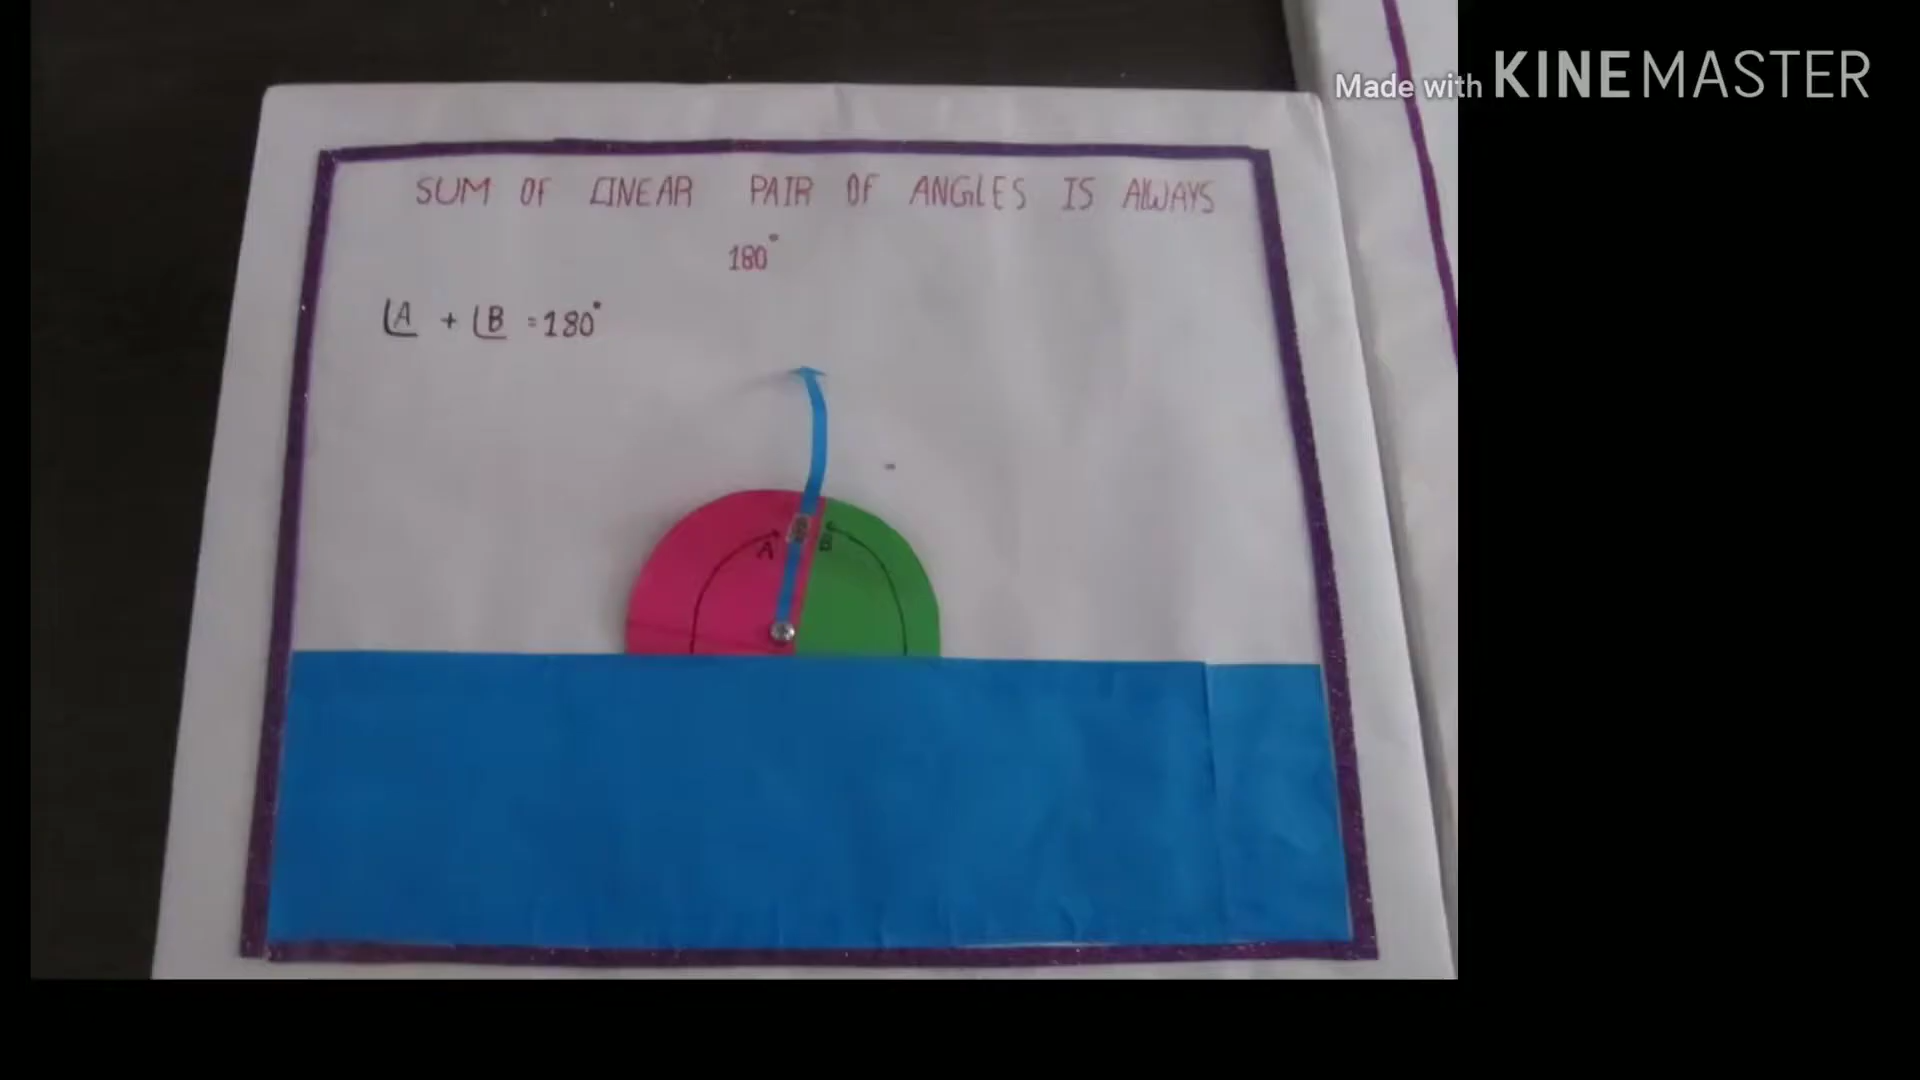 Made with KINEMASTER
SUM OF LINEAR PAIR OF ANGLES IS ALWAYS
180°
∠A + ∠B = 180°
A B